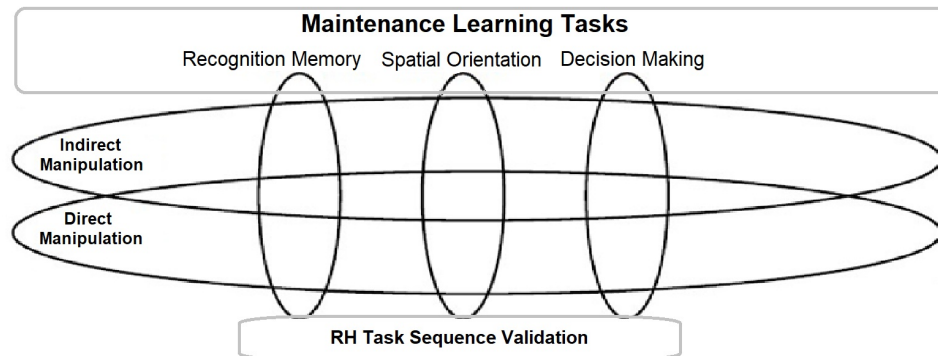 Maintenance Learning Tasks
Recognition Memory Spatial Orientation Decision Making
Indirect
Manipulation
Direct
Manipulation
RH Task Sequence Validation